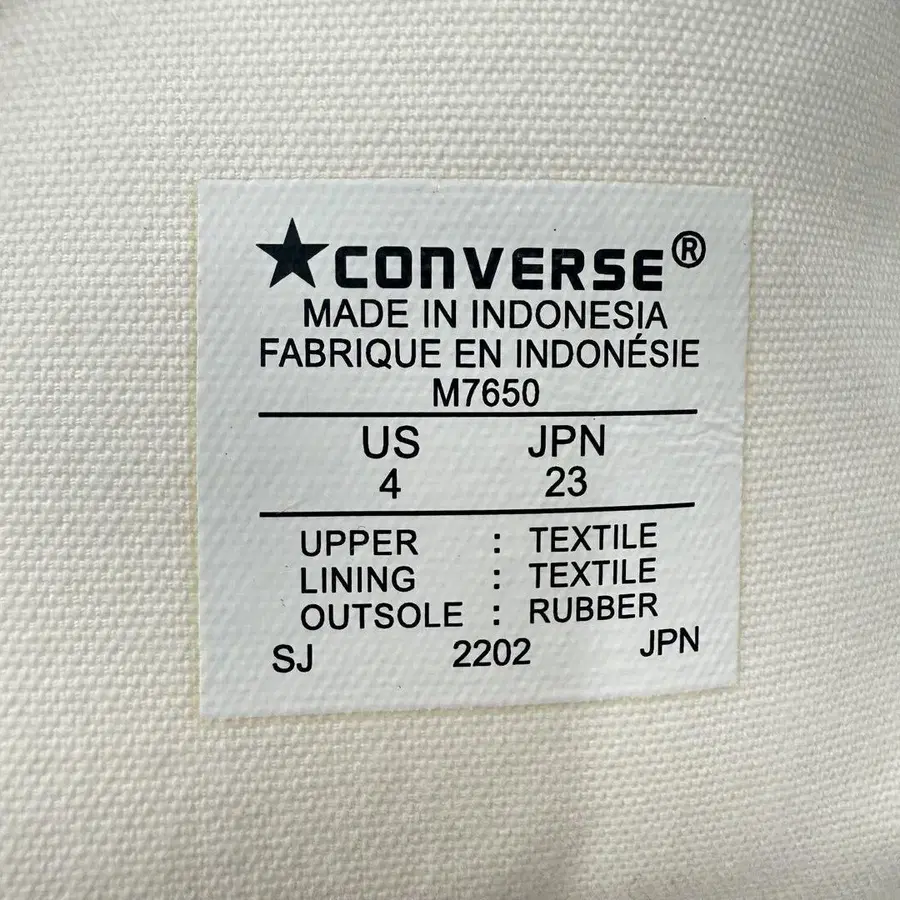 ★CONVERSE®
MADE IN INDONESIA
FABRIQUE EN INDONÉSIE
M7650
US JPN
4 23
UPPER : TEXTILE
LINING : TEXTILE
OUTSOLE : RUBBER
SJ 2202 JPN